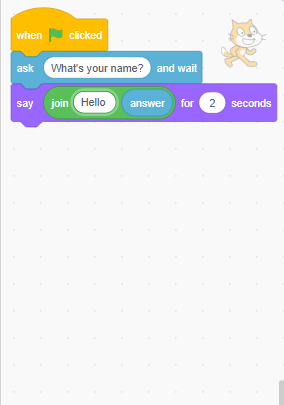 when clicked
ask What's your name? and wait
say join Hello answer for 2 seconds